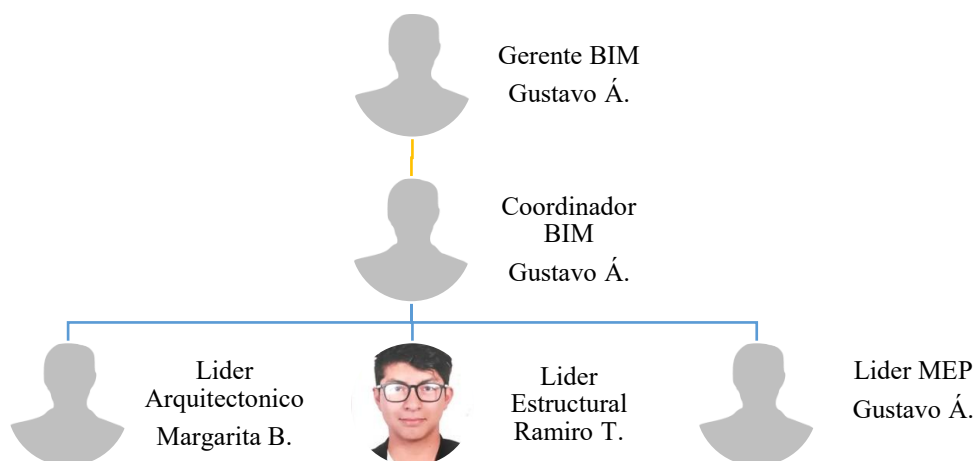 Gerente BIM
Gustavo Á.
Coordinador
BIM
Gustavo Á.
Lider
Arquitectonico
Margarita B.
Lider
Estructural
Ramiro T.
Lider MEP
Gustavo Á.